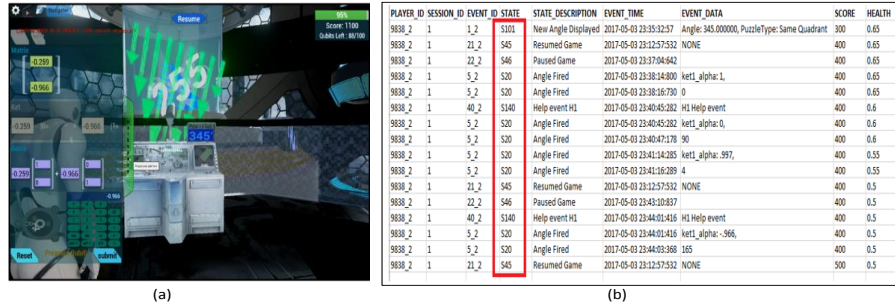 Resume
95%
Score: 1100
Qubits Left : 88/100
Matrix
-0.259
-0.966
255
345
Ket
-0.259
-0.966
-0.259
1
0
+
-0.966
0
1
-0.966
Reset
submit
(a)
PLAYER_ID SESSION_ID EVENT_ID STATE STATE_DESCRIPTION EVENT_TIME EVENT_DATA SCORE HEALTH
9838_2 1 1_2 S101 New Angle Displayed 2017-05-03 23:35:32:57 Angle: 345.000000, PuzzleType: Same Quadrant 300 0.65
9838_2 1 21_2 S45 Resumed Game 2017-05-03 23:12:57:532 NONE 400 0.65
9838_2 1 22_2 S46 Paused Game 2017-05-03 23:37:04:642 400 0.65
9838_2 1 5_2 S20 Angle Fired 2017-05-03 23:38:14:800 ket1_alpha: 1, 400 0.6
9838_2 1 5_2 S20 Angle Fired 2017-05-03 23:38:16:730 0 400 0.6
9838_2 1 40_2 S140 Help event H1 2017-05-03 23:40:45:282 H1 Help event 400 0.6
9838_2 1 5_2 S20 Angle Fired 2017-05-03 23:40:45:282 ket1_alpha: 0, 400 0.6
9838_2 1 5_2 S20 Angle Fired 2017-05-03 23:40:47:178 90 400 0.6
9838_2 1 5_2 S20 Angle Fired 2017-05-03 23:41:14:285 ket1_alpha: .997, 400 0.55
9838_2 1 5_2 S20 Angle Fired 2017-05-03 23:41:16:289 4 400 0.55
9838_2 1 21_2 S45 Resumed Game 2017-05-03 23:12:57:532 NONE 400 0.5
9838_2 1 22_2 S46 Paused Game 2017-05-03 23:43:10:837 400 0.5
9838_2 1 40_2 S140 Help event H1 2017-05-03 23:44:01:416 H1 Help event 400 0.5
9838_2 1 5_2 S20 Angle Fired 2017-05-03 23:44:01:416 ket1_alpha: -.966, 400 0.5
9838_2 1 5_2 S20 Angle Fired 2017-05-03 23:44:03:368 165 400 0.5
9838_2 1 21_2 S45 Resumed Game 2017-05-03 23:12:57:532 NONE 500 0.5
(b)